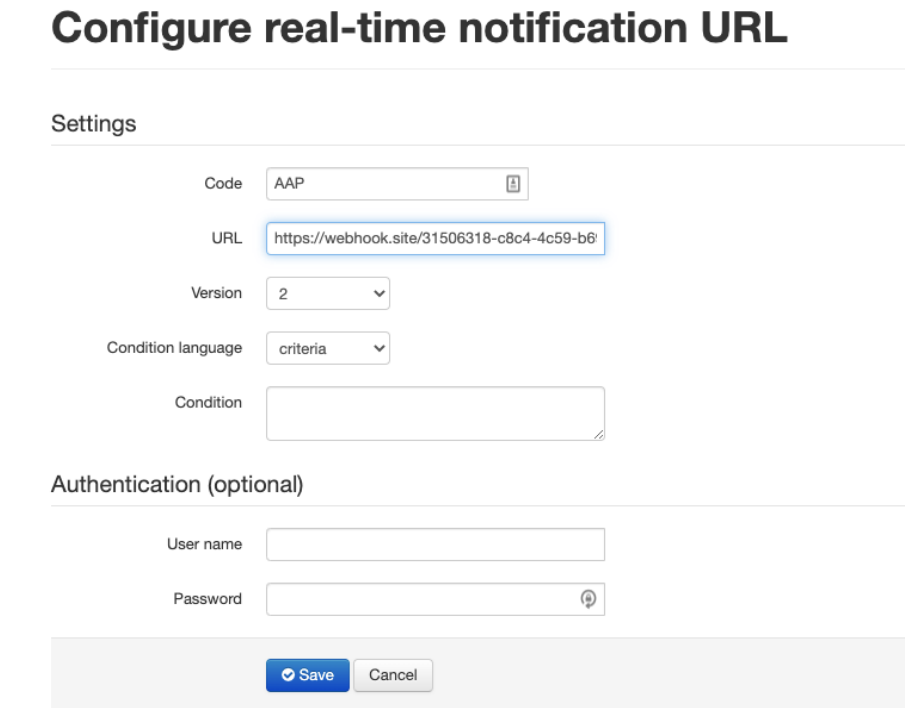 Configure real-time notification URL
Settings
Code AAP
URL https://webhook.site/31506318-c8c4-4c59-b6
Version 2
Condition language criteria
Condition
Authentication (optional)
User name
Password
Save Cancel